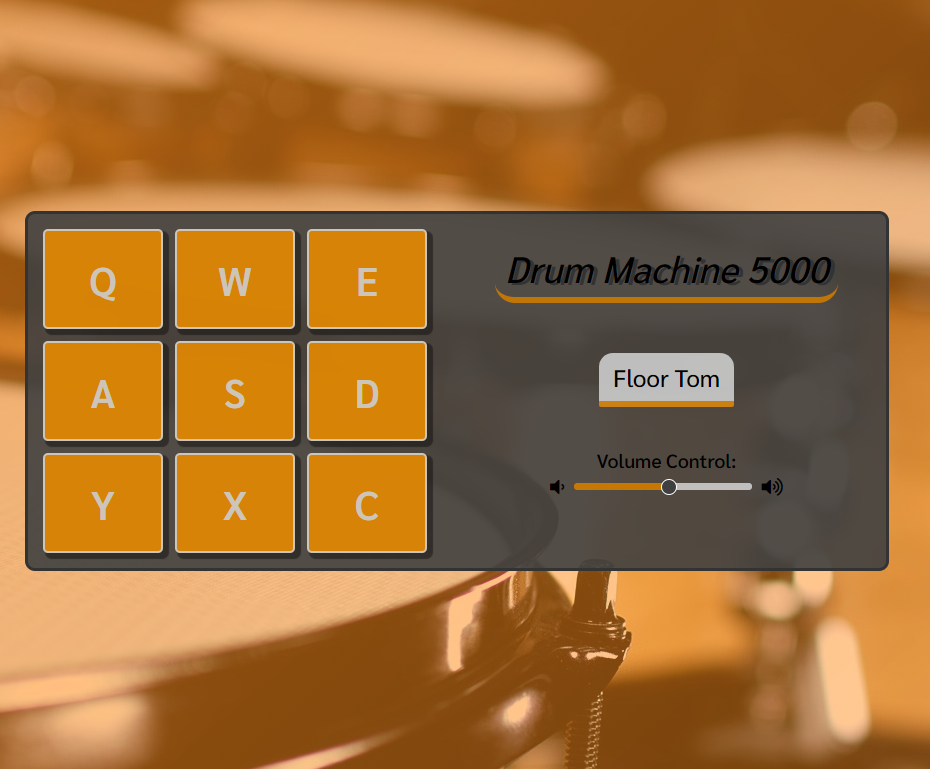 Q W E
A S D
Y X C
Drum Machine 5000
Floor Tom
Volume Control: